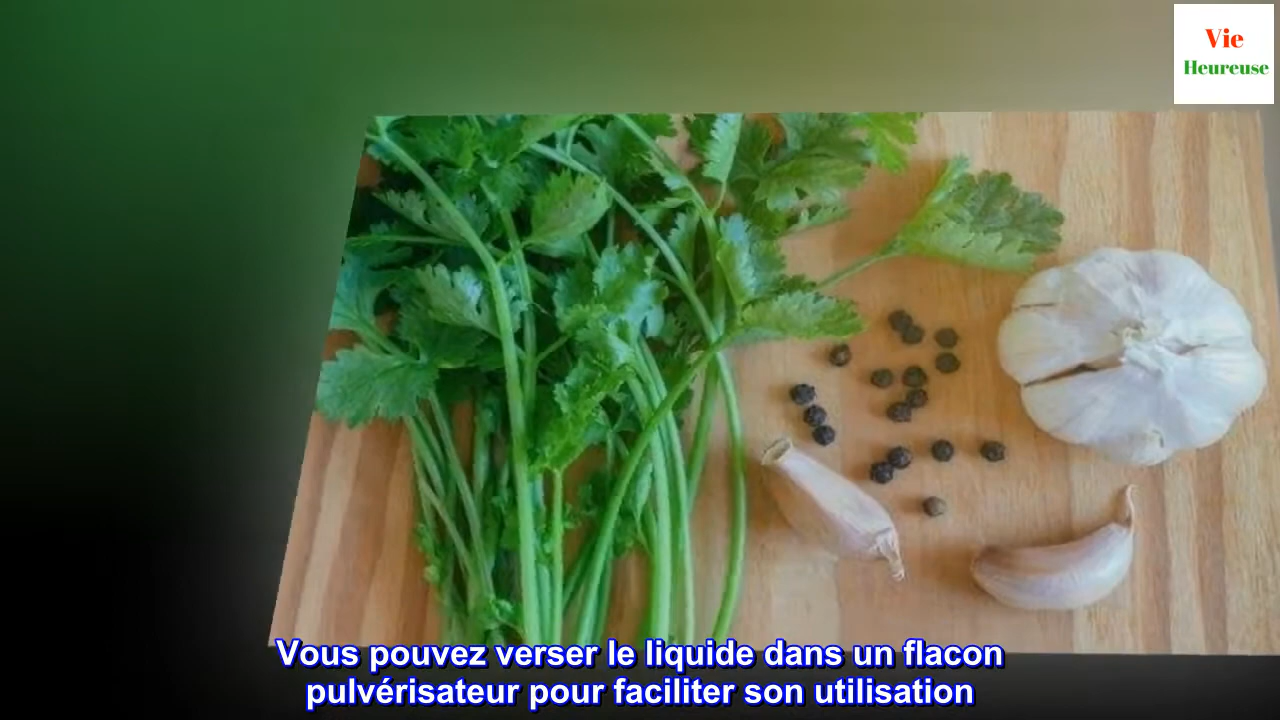 Vie
Heureuse
Vous pouvez verser le liquide dans un flacon
pulvérisateur pour faciliter son utilisation